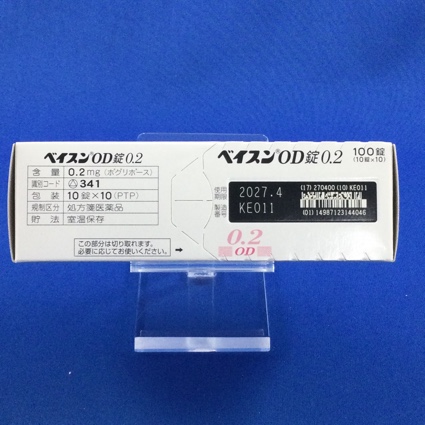 ベイスン®OD錠0.2
含 量 0.2mg（ボグリボース）
識別コード 341
包 装 10錠×10（PTP）
規制区分 処方箋医薬品
貯 法 室温保存
この部分は切り取れます。
必要に応じてお使いください。
ベイスン®OD錠0.2 100錠
(10錠×10)
使用期限 2027.4
製造番号 KE011
(17) 270400 (10) KE011
(01) 14987123144046
0.2
OD